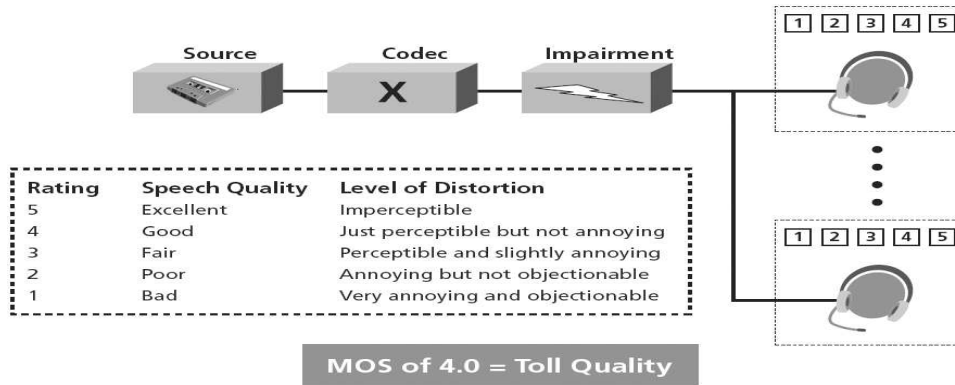 1 2 3 4 5
Source Codec Impairment
X
Rating Speech Quality Level of Distortion
5 Excellent Imperceptible
4 Good Just perceptible but not annoying
3 Fair Perceptible and slightly annoying
2 Poor Annoying but not objectionable
1 Bad Very annoying and objectionable
1 2 3 4 5
MOS of 4.0 = Toll Quality